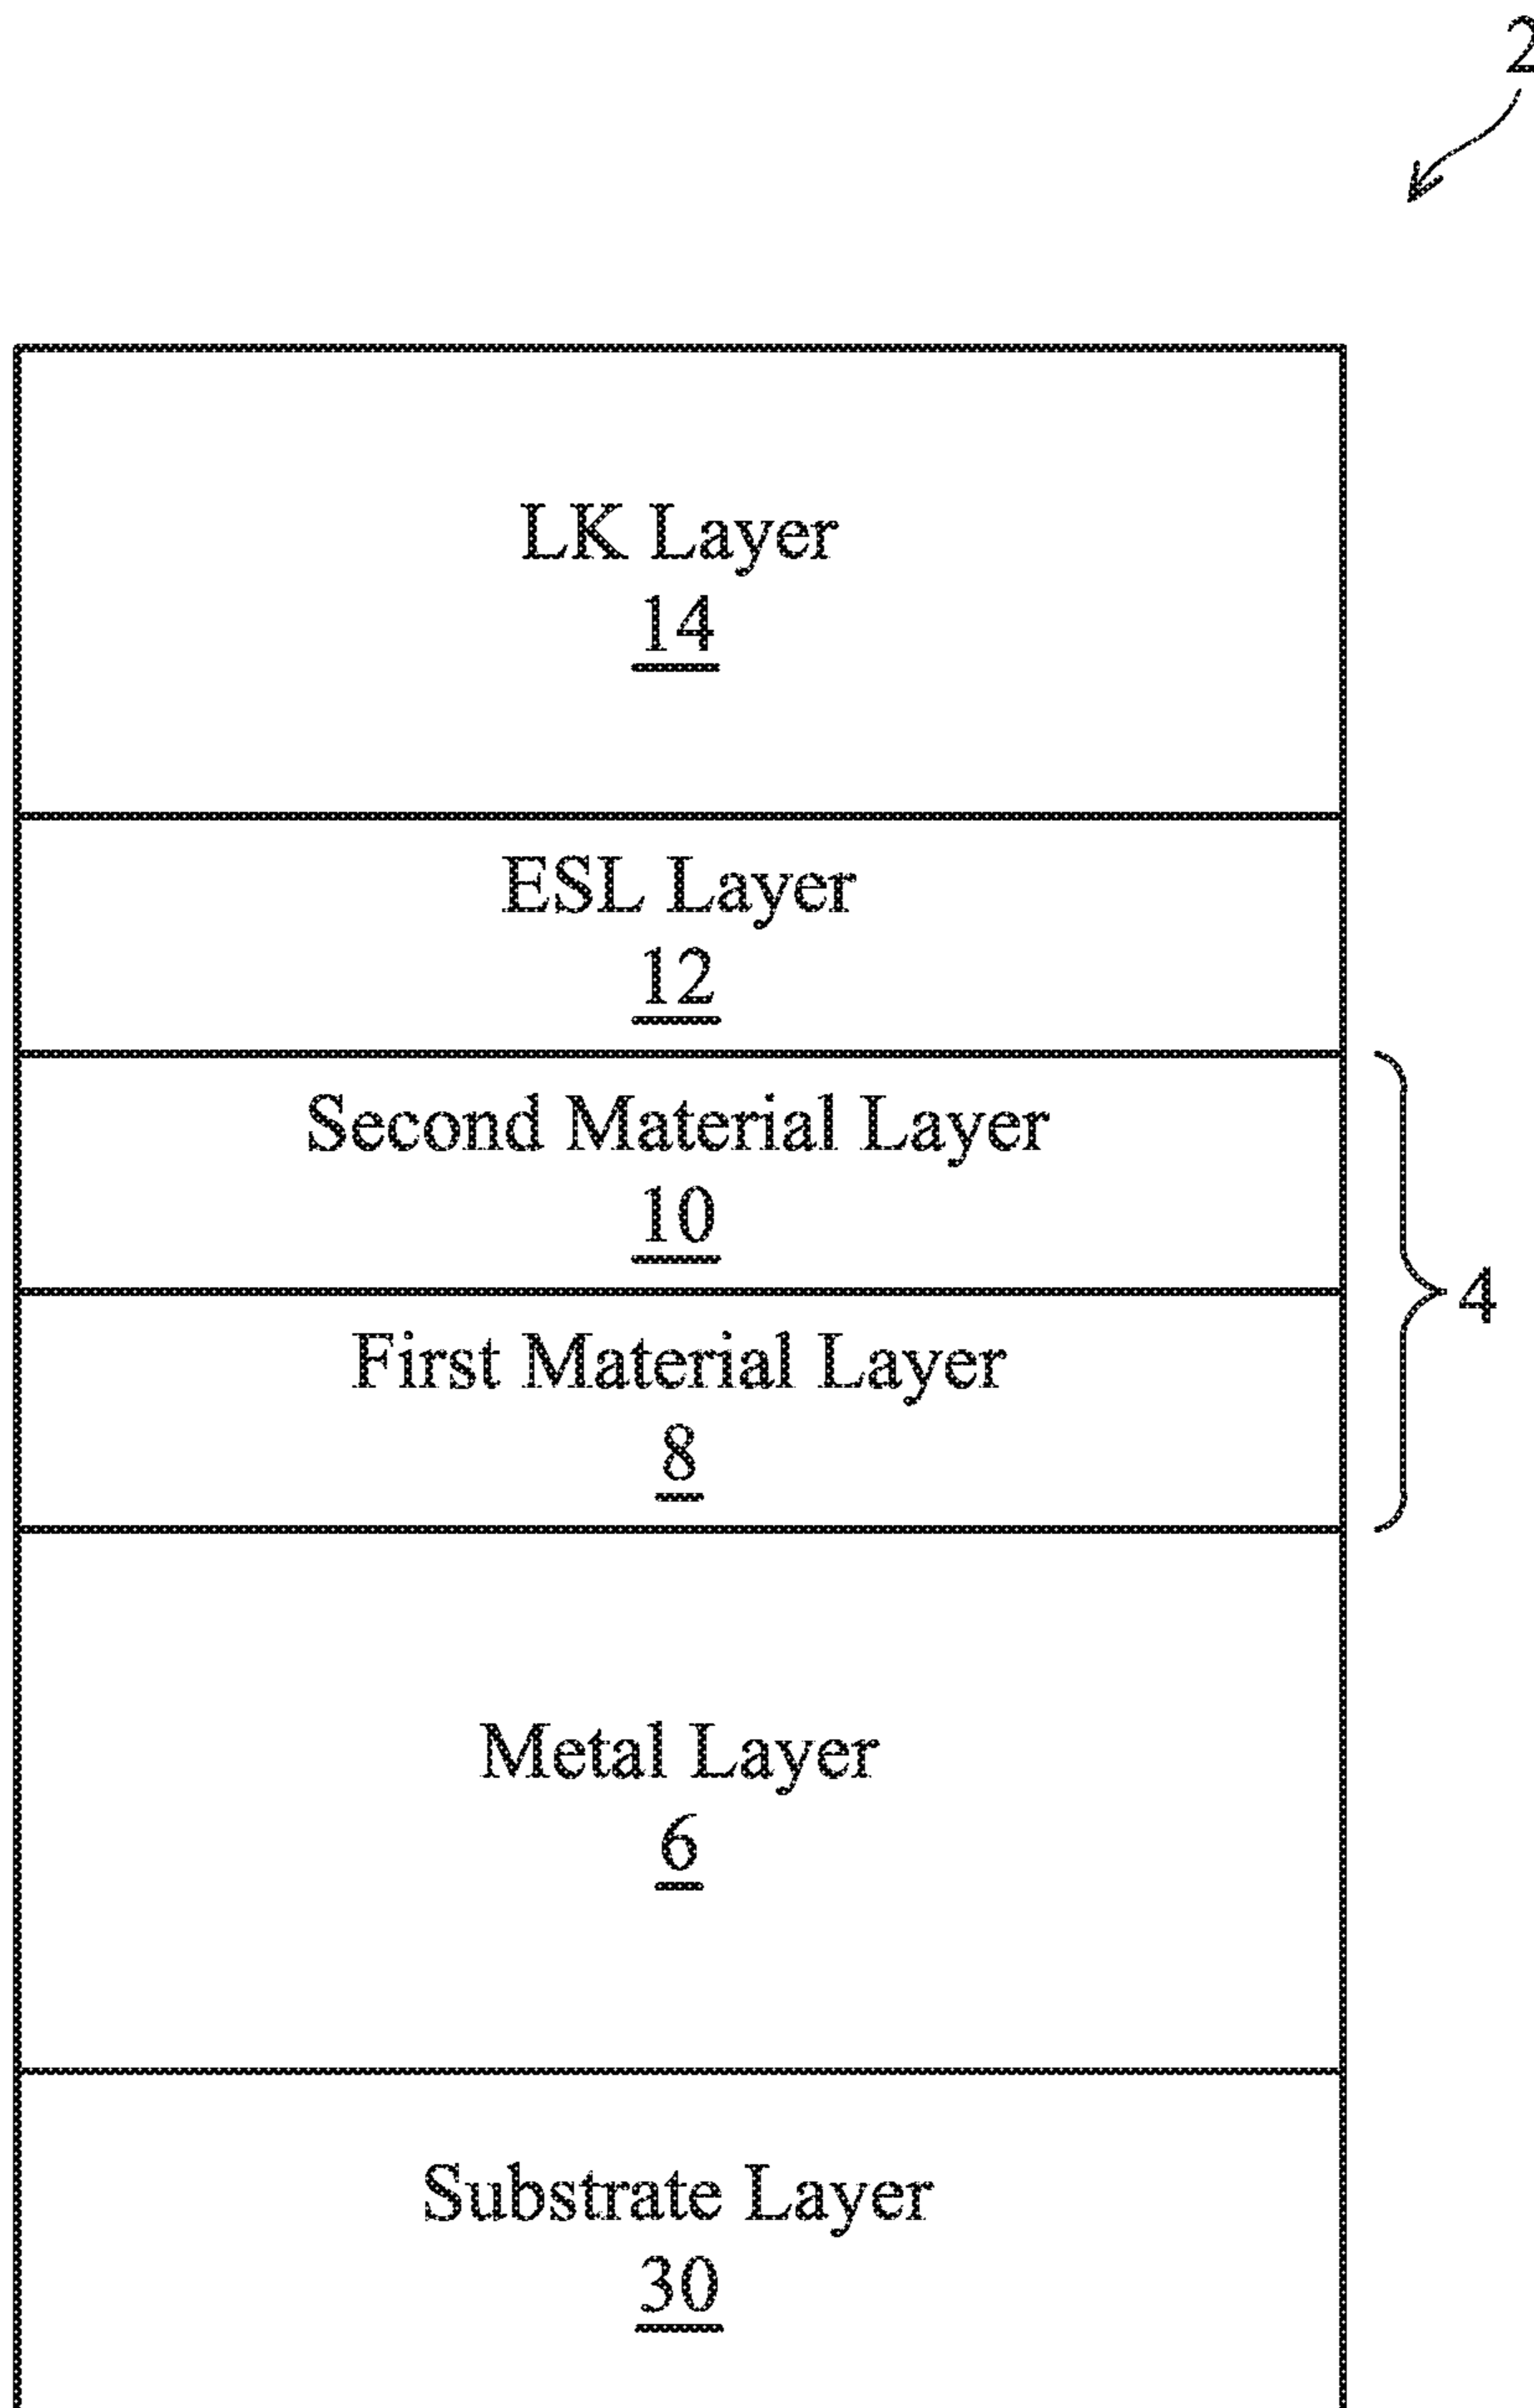 2
LK Layer
14
ESL Layer
12
Second Material Layer
10
4
First Material Layer
8
Metal Layer
6
Substrate Layer
30